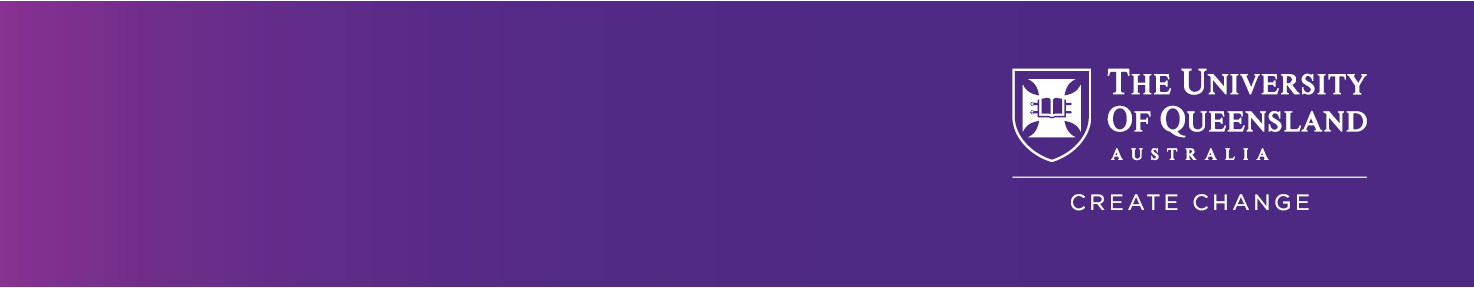 THE UNIVERSITY
OF QUEENSLAND
AUSTRALIA
CREATE CHANGE